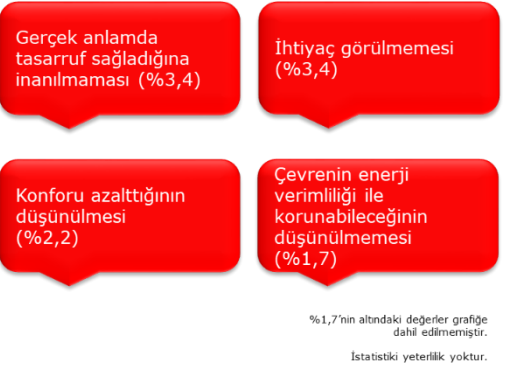 Gerçek anlamda
tasarruf sağladığına
inanılmaması (%3,4)
İhtiyaç görülmemesi
(%3,4)
Konforu azalttığının
düşünülmesi
(%2,2)
Çevrenin enerji
verimliliği ile
korunabileceğinin
düşünülmemesi
(%1,7)
%1,7’nin altındaki değerler grafiğe
dahil edilmemiştir.
İstatistiki yeterlilik yoktur.